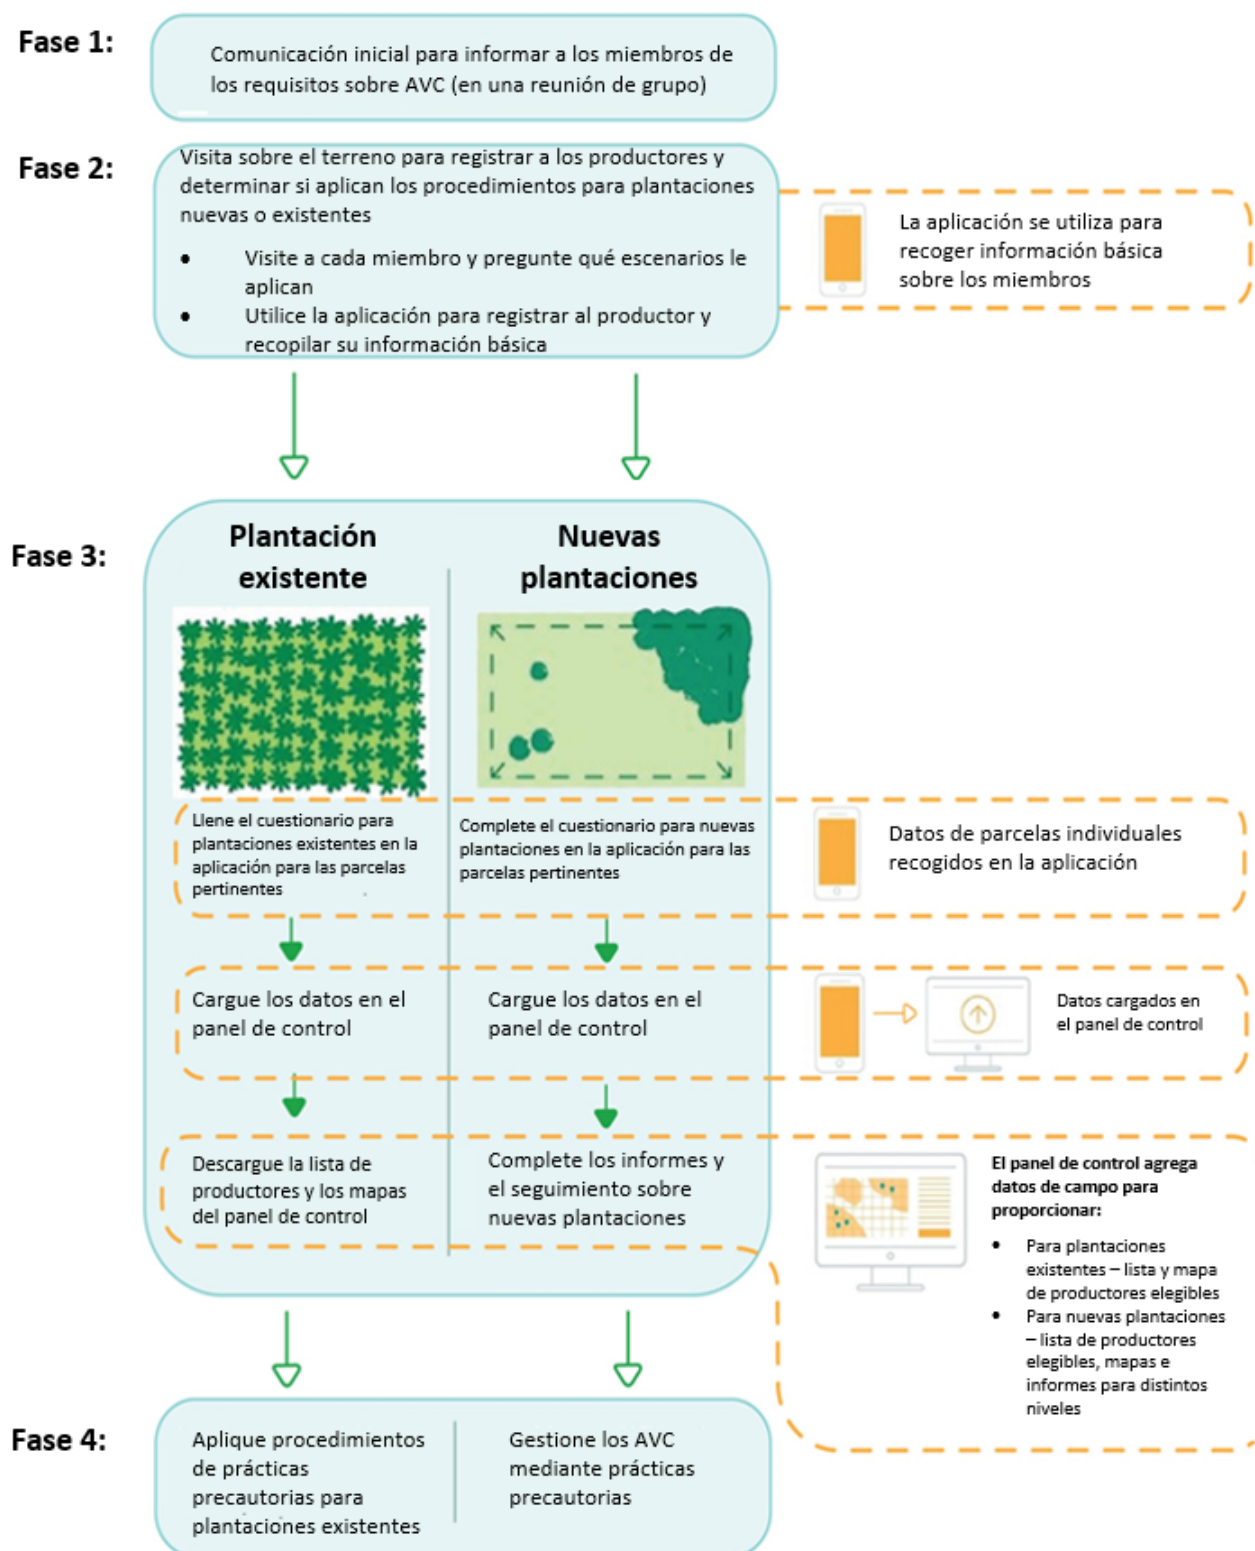 Fase 1:
Comunicación inicial para informar a los miembros de
los requisitos sobre AVC (en una reunión de grupo)
Fase 2:
Visita sobre el terreno para registrar a los productores y
determinar si aplican los procedimientos para plantaciones
nuevas o existentes
• Visite a cada miembro y pregunte qué escenarios le
aplican
• Utilice la aplicación para registrar al productor y
recopilar su información básica
La aplicación se utiliza para
recoger información básica
sobre los miembros
Fase 3:
Plantación
existente
Nuevas
plantaciones
Llene el cuestionario para
plantaciones existentes en la
aplicación para las parcelas
pertinentes
Complete el cuestionario para nuevas
plantaciones en la aplicación para las
parcelas pertinentes
Datos de parcelas individuales
recogidos en la aplicación
Cargue los datos en el
panel de control
Cargue los datos en el
panel de control
Datos cargados en
el panel de control
Descargue la lista de
productores y los mapas
del panel de control
Complete los informes y
el seguimiento sobre
nuevas plantaciones
El panel de control agrega
datos de campo para
proporcionar:
• Para plantaciones
existentes – lista y mapa
de productores elegibles
• Para nuevas plantaciones
– lista de productores
elegibles, mapas e
informes para distintos
niveles
Fase 4:
Aplique procedimientos
de prácticas
precautorias para
plantaciones existentes
Gestione los AVC
mediante prácticas
precautorias